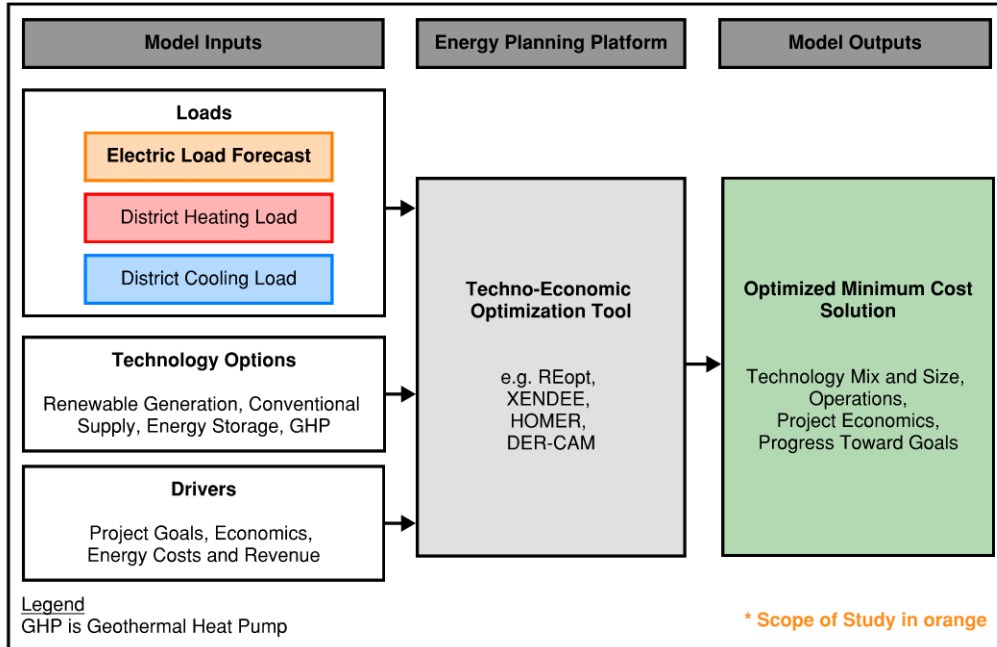 Model Inputs
Energy Planning Platform
Model Outputs
Loads
Electric Load Forecast
District Heating Load
District Cooling Load
Technology Options
Renewable Generation, Conventional
Supply, Energy Storage, GHP
Drivers
Project Goals, Economics,
Energy Costs and Revenue
Techno-Economic
Optimization Tool
e.g. REopt,
XENDEE,
HOMER,
DER-CAM
Optimized Minimum Cost
Solution
Technology Mix and Size,
Operations,
Project Economics,
Progress Toward Goals
Legend
GHP is Geothermal Heat Pump
* Scope of Study in orange